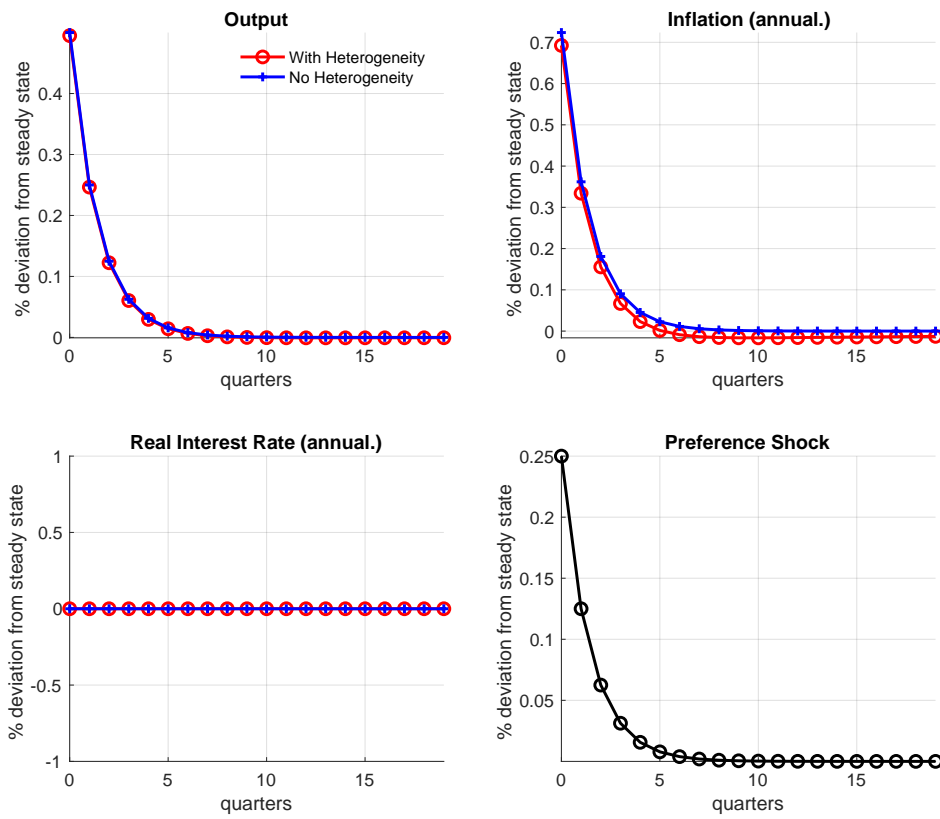 Output
% deviation from steady state
0.4
0.3
0.2
0.1
0
0
5
10
15
quarters
With Heterogeneity
No Heterogeneity
Inflation (annual.)
% deviation from steady state
0.7
0.6
0.5
0.4
0.3
0.2
0.1
0
0
5
10
15
quarters
Real Interest Rate (annual.)
% deviation from steady state
1
0.5
0
-0.5
-1
0
5
10
15
quarters
Preference Shock
% deviation from steady state
0.25
0.2
0.15
0.1
0.05
0
5
10
15
quarters